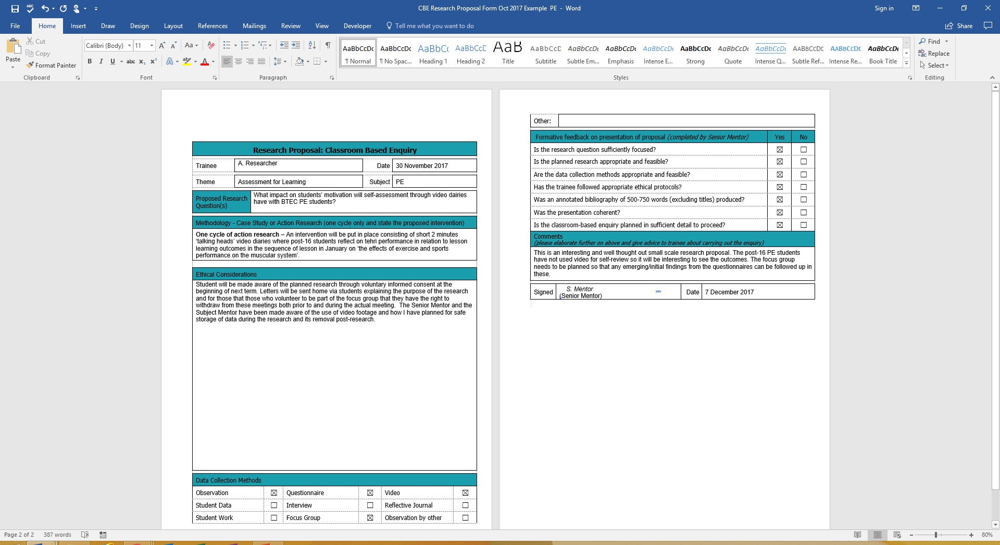 ABC
CBE Research Proposal Form Oct 2017 Example  PE  -  Word
Sign in
File
Home
Insert
Draw
Design
Layout
References
Mailings
Review
View
Developer
Tell me what you want to do
Share
Paste
Cut
Copy
Format Painter
Clipboard
Calibri (Body)
11
Aa
B I U abc x₂ x²
A ab A
Font
Paragraph
AaBbCcDc AaBbCcDc AaBbC( AaBbCcD AaB AaBbCcD AaBbCcDc AaBbCcDc AaBbCcDc AaBbCcDc AaBbCcDc AaBbCcDc AaBbCcDc AaBbCcDc AaBbCcDc
¶ Normal
¶ No Spac...
Heading 1
Heading 2
Title
Subtitle
Subtle Em...
Emphasis
Intense E...
Strong
Quote
Intense Q...
Subtle Ref...
Intense Re...
Book Title
Styles
Find
Replace
Select
Editing
Research Proposal: Classroom Based Enquiry
Trainee
A. Researcher
Date
30 November 2017
Theme
Assessment for Learning
Subject
PE
Proposed Research
Question(s)
What impact on students’ motivation will self-assessment through video dairies
have with BTEC PE students?
Methodology - Case Study or Action Research (one cycle only and state the proposed intervention)
One cycle of action research – An intervention will be put in place consisting of short 2 minutes
‘talking heads’ video diaries where post-16 students reflect on tehri performance in relation to lesson
learning outcomes in the sequence of lesson in January on ‘the effects of exercise and sports
performance on the muscular system’.
Ethical Considerations
Student will be made aware of the planned research through voluntary informed consent at the
beginning of next term. Letters will be sent home via students explaining the purpose of the research
and for those that those who volunteer to be part of the focus group that they have the right to
withdraw from these meetings both prior to and during the actual meeting.  The Senior Mentor and the
Subject Mentor have been made aware of the use of video footage and how I have planned for safe
storage of data during the research and its removal post-research.
Data Collection Methods
Observation ☒ Questionnaire ☒ Video ☒
Student Data ☐ Interview ☐ Reflective Journal ☐
Student Work ☐ Focus Group ☒ Observation by other ☐
Other:
Formative feedback on presentation of proposal (completed by Senior Mentor) Yes No
Is the research question sufficiently focused? ☒ ☐
Is the planned research appropriate and feasible? ☒ ☐
Are the data collection methods appropriate and feasible? ☒ ☐
Has the trainee followed appropriate ethical protocols? ☒ ☐
Was an annotated bibliography of 500-750 words (excluding titles) produced? ☒ ☐
Was the presentation coherent? ☒ ☐
Is the classroom-based enquiry planned in sufficient detail to proceed? ☒ ☐
Comments
(please elaborate further on above and give advice to trainee about carrying out the enquiry)
This is an interesting and well thought out small scale research proposal. The post-16 PE students
have not used video for self-review so it will be interesting to see the outcomes. The focus group
needs to be planned so that any emerging/initial findings from the questionnaires can be followed up in
these.
Signed
S. Mentor
(Senior Mentor)
Date
7 December 2017
Page 2 of 2
387 words
80%